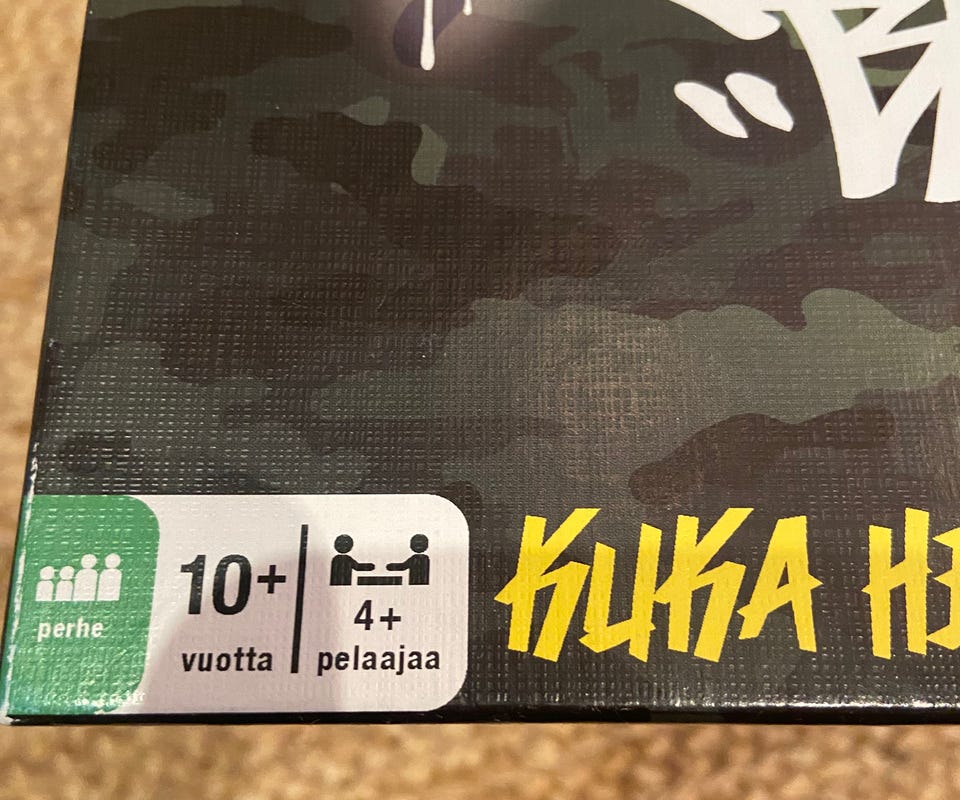 KUKA
perhe
10+
vuotta
4+
pelaajaa